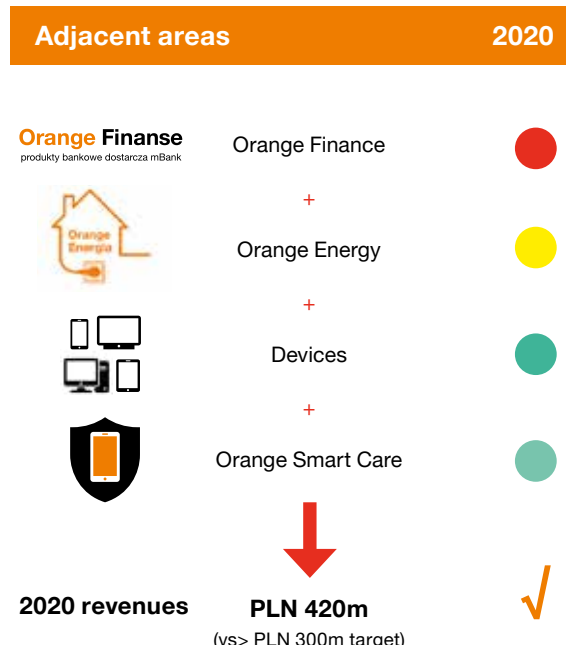 Adjacent areas 2020
Orange Finanse
produkty bankowe dostarcza mBank
Orange Finance
+
Orange
Energia
Orange Energy
+
Devices
+
Orange Smart Care
2020 revenues PLN 420m √
(vs> PLN 300m target)